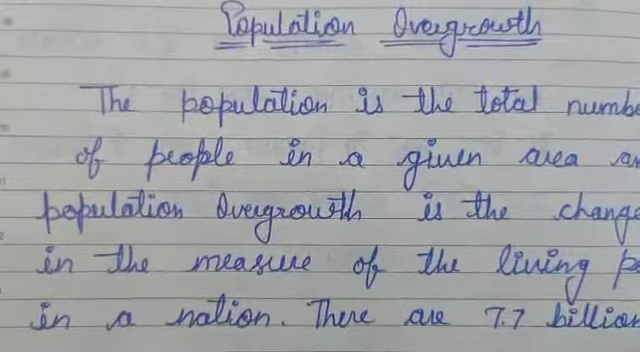 Population Overgrowth
The population is the total numbe
of people in a given area an
population Overgrowth is the change
in the measure of the living pe
in a nation. There are 7.7 billion